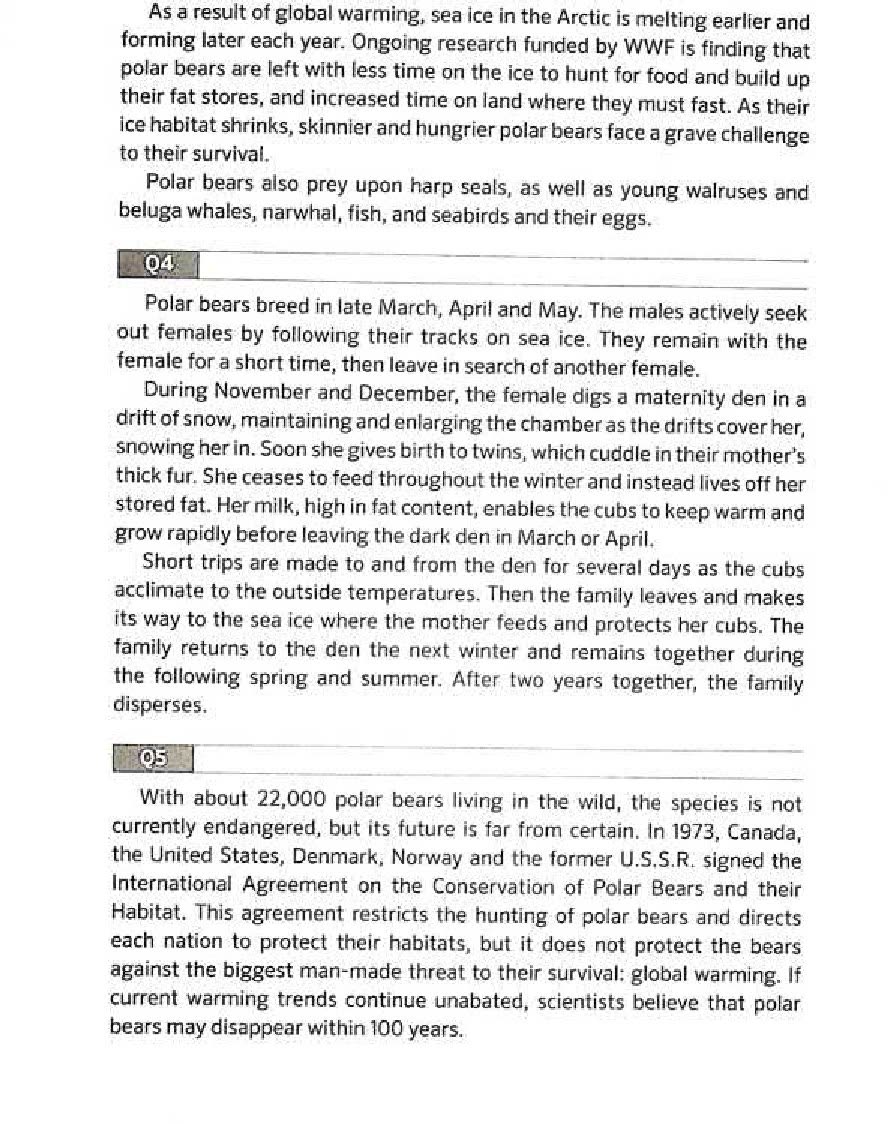 As a result of global warming, sea ice in the Arctic is melting earlier and
forming later each year. Ongoing research funded by WWF is finding that
polar bears are left with less time on the ice to hunt for food and build up
their fat stores, and increased time on land where they must fast. As their
ice habitat shrinks, skinnier and hungrier polar bears face a grave challenge
to their survival.
Polar bears also prey upon harp seals, as well as young walruses and
beluga whales, narwhal, fish, and seabirds and their eggs.
Q4
Polar bears breed in late March, April and May. The males actively seek
out females by following their tracks on sea ice. They remain with the
female for a short time, then leave in search of another female.
During November and December, the female digs a maternity den in a
drift of snow, maintaining and enlarging the chamber as the drifts cover her,
snowing her in. Soon she gives birth to twins, which cuddle in their mother's
thick fur. She ceases to feed throughout the winter and instead lives off her
stored fat. Her milk, high in fat content, enables the cubs to keep warm and
grow rapidly before leaving the dark den in March or April.
Short trips are made to and from the den for several days as the cubs
acclimate to the outside temperatures. Then the family leaves and makes
its way to the sea ice where the mother feeds and protects her cubs. The
family returns to the den the next winter and remains together during
the following spring and summer. After two years together, the family
disperses.
Q5
With about 22,000 polar bears living in the wild, the species is not
currently endangered, but its future is far from certain. In 1973, Canada,
the United States, Denmark, Norway and the former U.S.S.R. signed the
International Agreement on the Conservation of Polar Bears and their
Habitat. This agreement restricts the hunting of polar bears and directs
each nation to protect their habitats, but it does not protect the bears
against the biggest man-made threat to their survival: global warming. If
current warming trends continue unabated, scientists believe that polar
bears may disappear within 100 years.